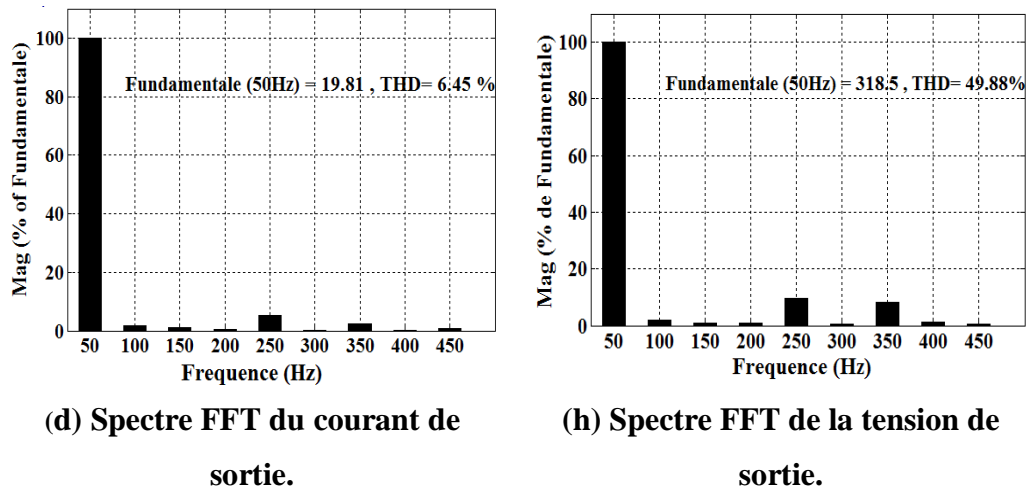 100
80
60
40
20
0
Mag (% of Fundamentale)
Fundamentale (50Hz) = 19.81 , THD= 6.45 %
50 100 150 200 250 300 350 400 450
Frequence (Hz)
(d) Spectre FFT du courant de
sortie.
100
80
60
40
20
0
Mag (% de Fundamentale)
Fundamentale (50Hz) = 318.5 , THD= 49.88%
50 100 150 200 250 300 350 400 450
Frequence (Hz)
(h) Spectre FFT de la tension de
sortie.